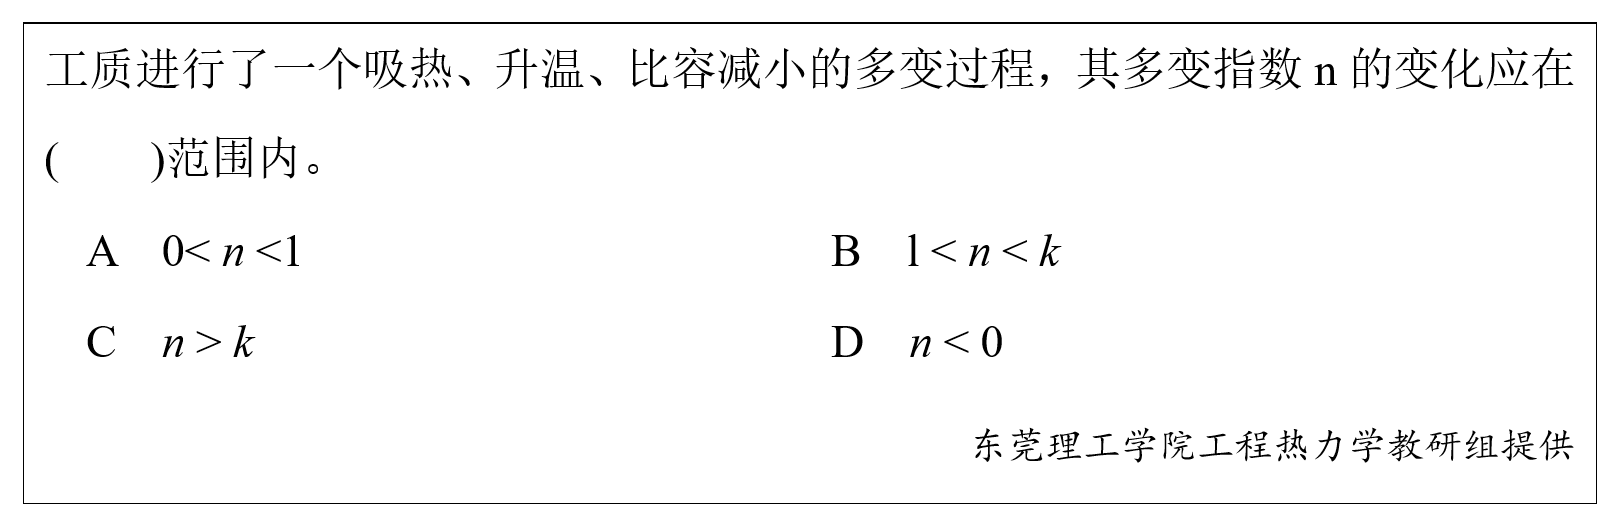 工质进行了一个吸热、升温、比容减小的多变过程，其多变指数 n 的变化应在
(　　)范围内。
A　0< n <1　　B　1 < n < k
C　n > k　　D　n < 0
东莞理工学院工程热力学教研组提供